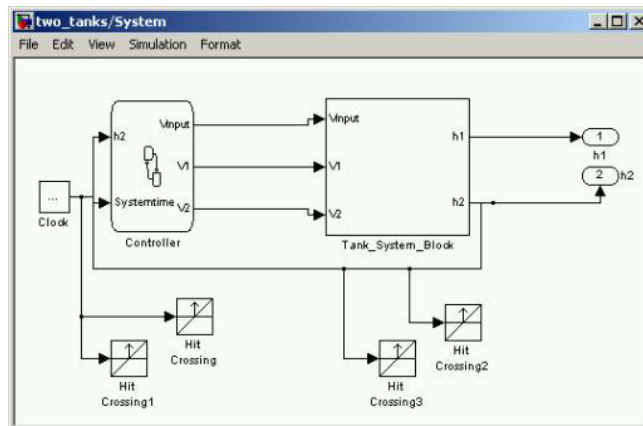 two_tanks/System
File Edit View Simulation Format
h2
Systemtime
VInput
V1
V2
Controller
...
Clock
VInput
V1
V2
h1
h2
Tank_System_Block
1
h1
2
h2
Hit
Crossing
Hit
Crossing1
Hit
Crossing2
Hit
Crossing3